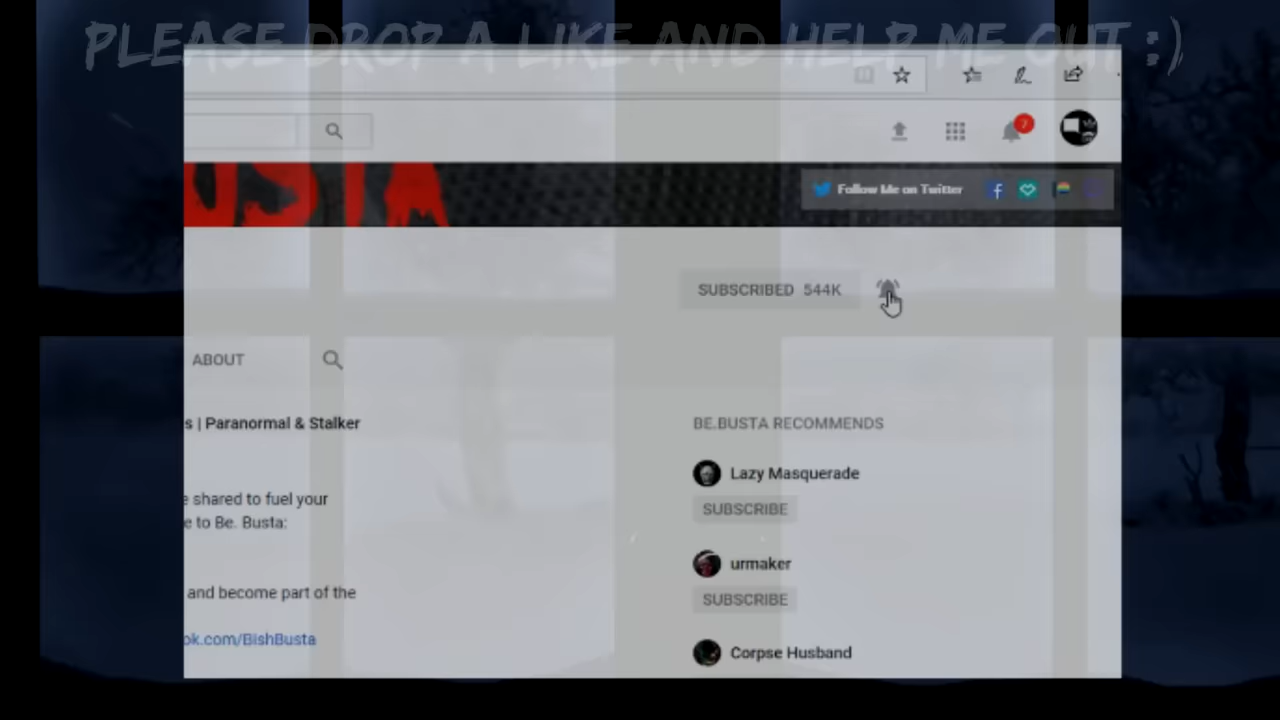 PLEASE DROP A LIKE AND HELP ME OUT :)
7
USTA
Follow Me on Twitter
SUBSCRIBED 544K
ABOUT
s | Paranormal & Stalker
BE.BUSTA RECOMMENDS
Lazy Masquerade
e shared to fuel your
SUBSCRIBE
e to Be. Busta:
urmaker
and become part of the
SUBSCRIBE
ok.com/BishBusta
Corpse Husband